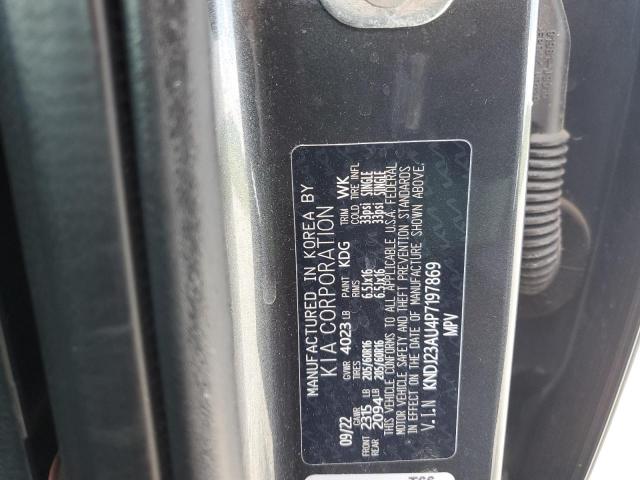 MANUFACTURED IN KOREA BY
KIA CORPORATION
09/22 GVWR 4023 LB PAINT KDG TRIM WK
GAWR TIRES RIMS COLD TIRE INFL
FRONT 2315 LB 205/60R16 6.5Jx16 33psi SINGLE
REAR 2094 LB 205/60R16 6.5Jx16 33psi SINGLE
THIS VEHICLE CONFORMS TO ALL APPLICABLE U.S.A. FEDERAL
MOTOR VEHICLE SAFETY AND THEFT PREVENTION STANDARDS
IN EFFECT ON THE DATE OF MANUFACTURE SHOWN ABOVE.
V.I.N KNDJ23AU4P7197869
MPV